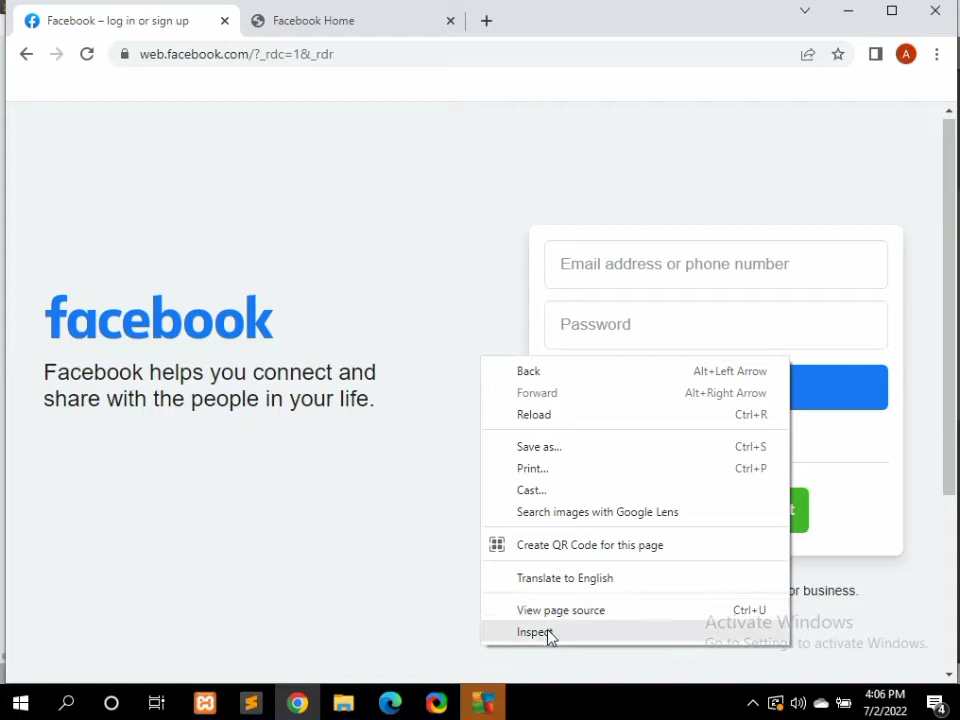 Facebook – log in or sign up
Facebook Home
web.facebook.com/?_rdc=1&_rdr
A
Email address or phone number
Password
facebook
Facebook helps you connect and
share with the people in your life.
Back Alt+Left Arrow
Forward Alt+Right Arrow
Reload Ctrl+R
Save as... Ctrl+S
Print... Ctrl+P
Cast...
Search images with Google Lens
Create QR Code for this page
Translate to English
or business.
View page source Ctrl+U
Inspect
Activate Windows
Go to Settings to activate Windows.
4:06 PM
7/2/2022
4